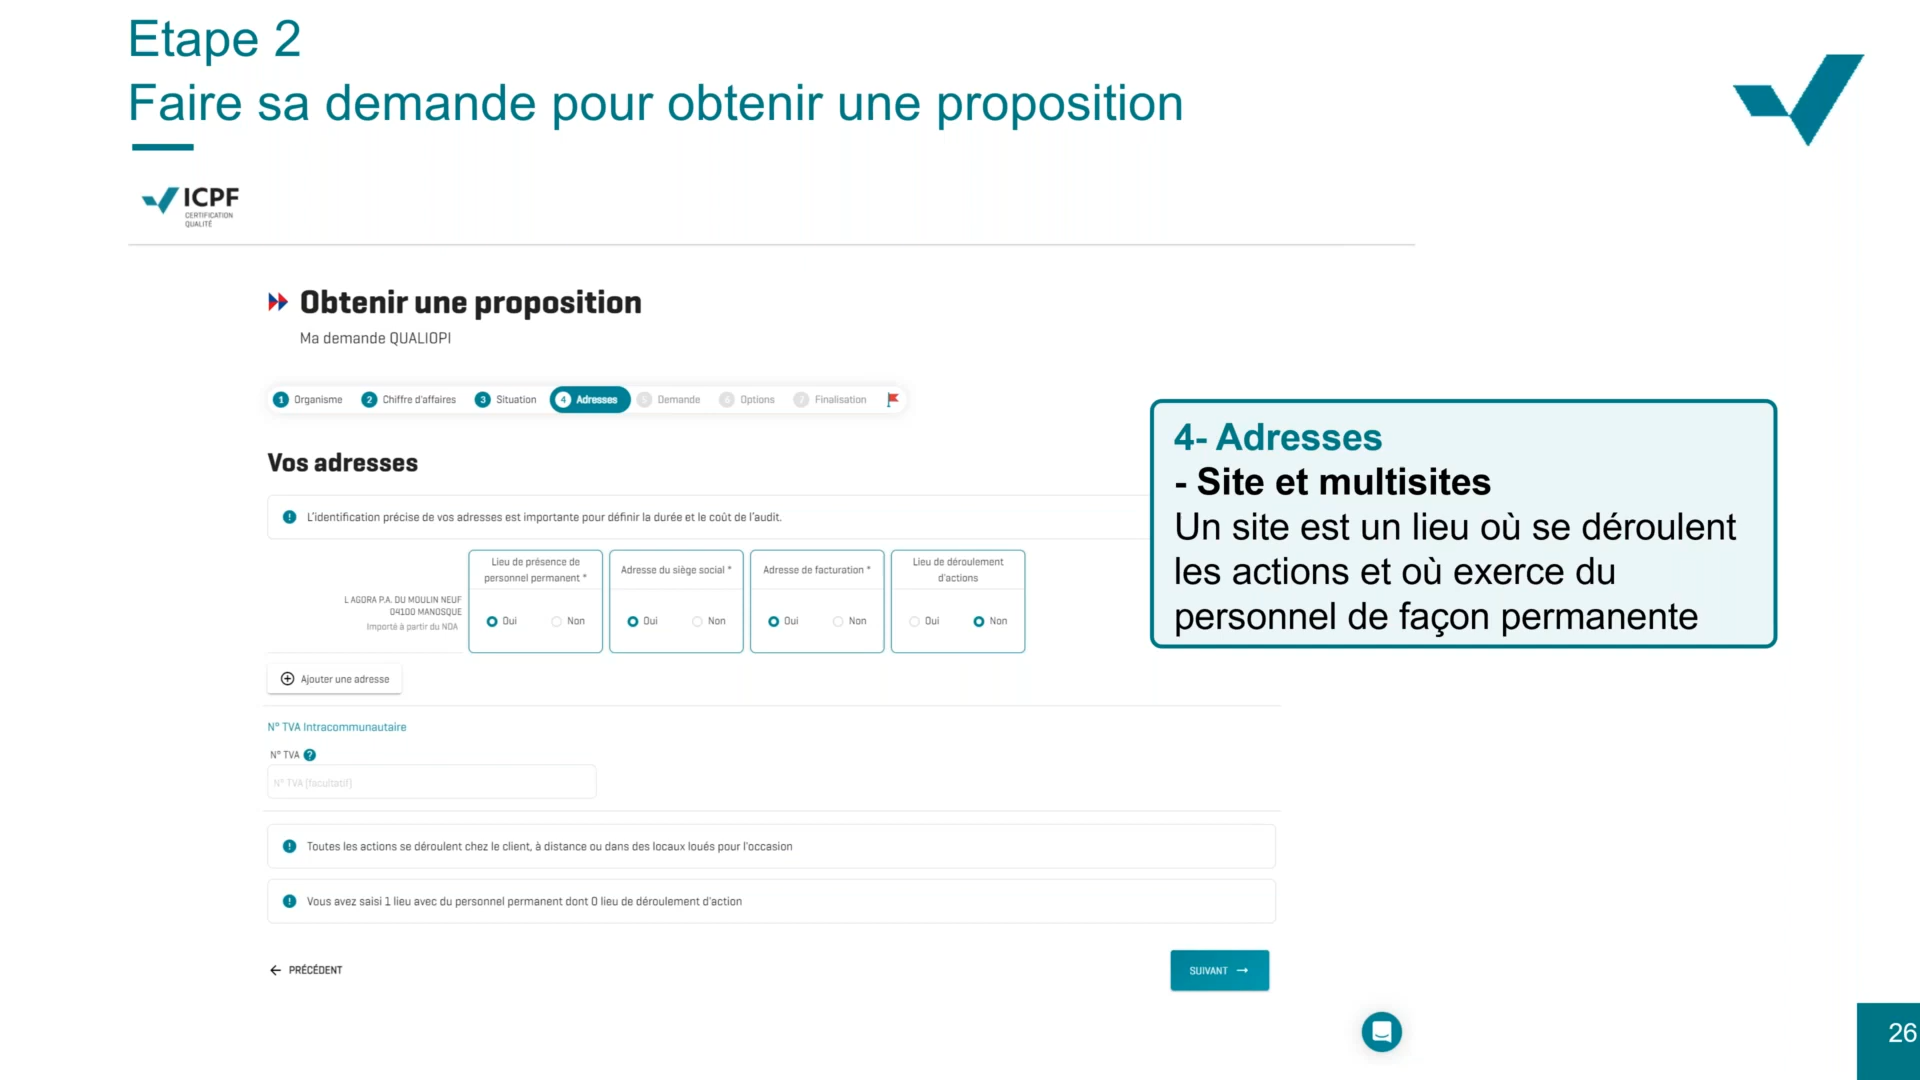 Etape 2
Faire sa demande pour obtenir une proposition
ICPF
CERTIFICATION
QUALITÉ
Obtenir une proposition
Ma demande QUALIOPI
1 Organisme 2 Chiffre d'affaires 3 Situation 4 Adresses Demande Options Finalisation
Vos adresses
L'identification précise de vos adresses est importante pour définir la durée et le coût de l'audit.
Lieu de présence de
personnel permanent *
Oui Non
Adresse du siège social *
Oui Non
Adresse de facturation *
Oui Non
Lieu de déroulement
d'actions
Oui Non
L AGORA P.A. DU MOULIN NEUF
04100 MANOSQUE
Importé à partir du NDA
Ajouter une adresse
N° TVA Intracommunautaire
N° TVA ?
N° TVA (facultatif)
Toutes les actions se déroulent chez le client, à distance ou dans des locaux loués pour l'occasion
Vous avez saisi 1 lieu avec du personnel permanent dont 0 lieu de déroulement d'action
PRÉCÉDENT
SUIVANT
4- Adresses
- Site et multisites
Un site est un lieu où se déroulent
les actions et où exerce du
personnel de façon permanente
26